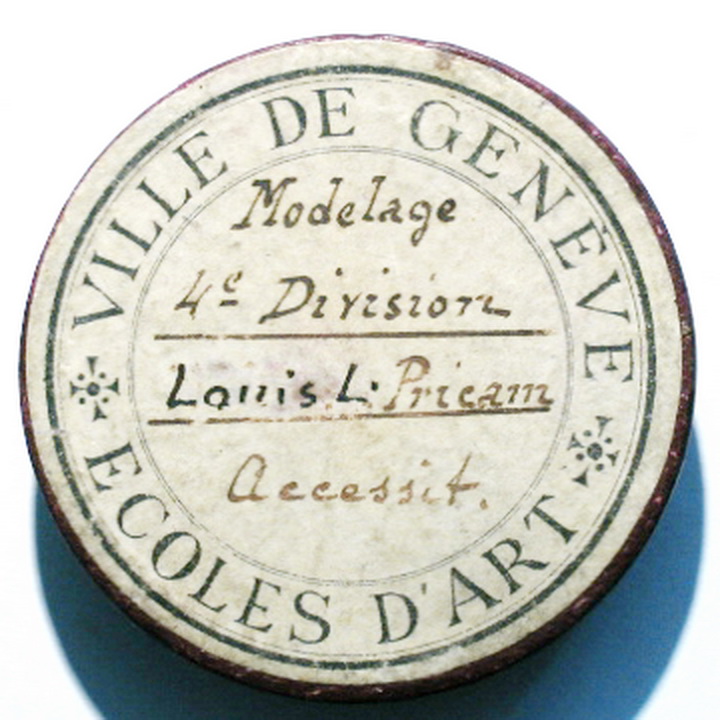 VILLE DE GENÈVE
Modelage
4e Division
Louis L. Pricam
Accessit.
ECOLES D'ART